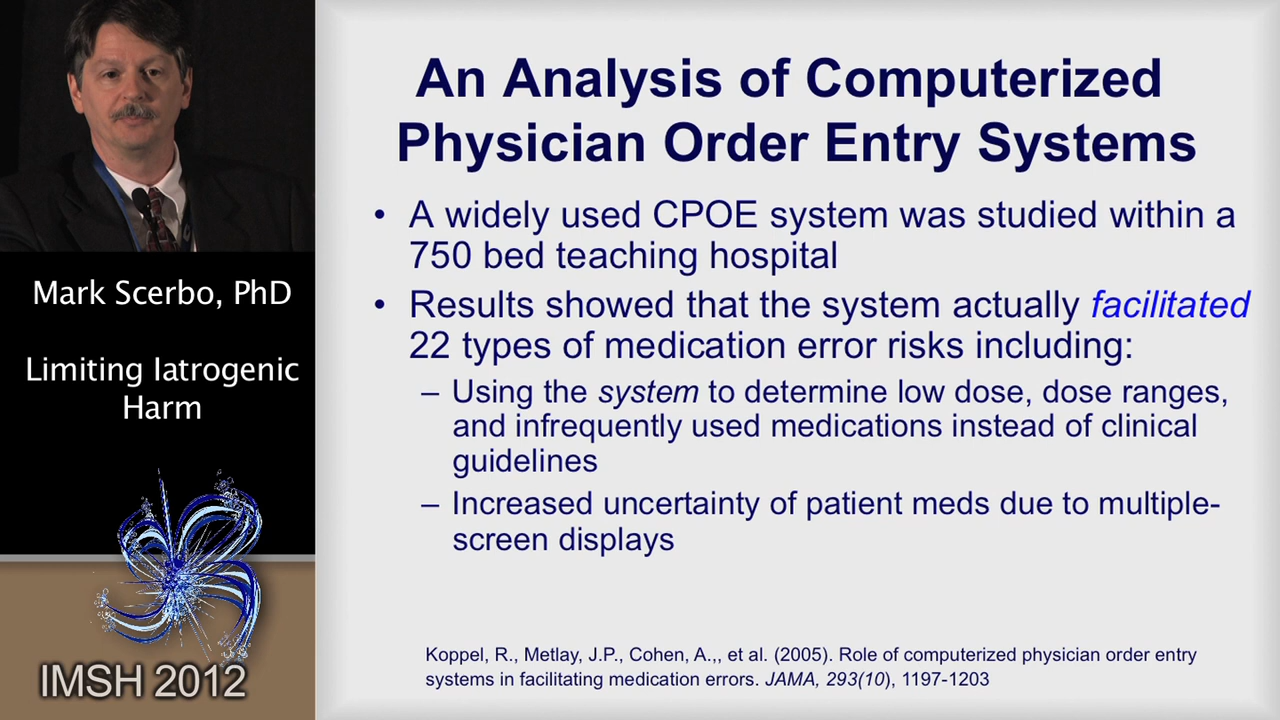 Mark Scerbo, PhD
Limiting Iatrogenic
Harm
IMSH 2012
An Analysis of Computerized
Physician Order Entry Systems
• A widely used CPOE system was studied within a
750 bed teaching hospital
• Results showed that the system actually facilitated
22 types of medication error risks including:
– Using the system to determine low dose, dose ranges,
and infrequently used medications instead of clinical
guidelines
– Increased uncertainty of patient meds due to multiple-
screen displays
Koppel, R., Metlay, J.P., Cohen, A.,, et al. (2005). Role of computerized physician order entry
systems in facilitating medication errors. JAMA, 293(10), 1197-1203